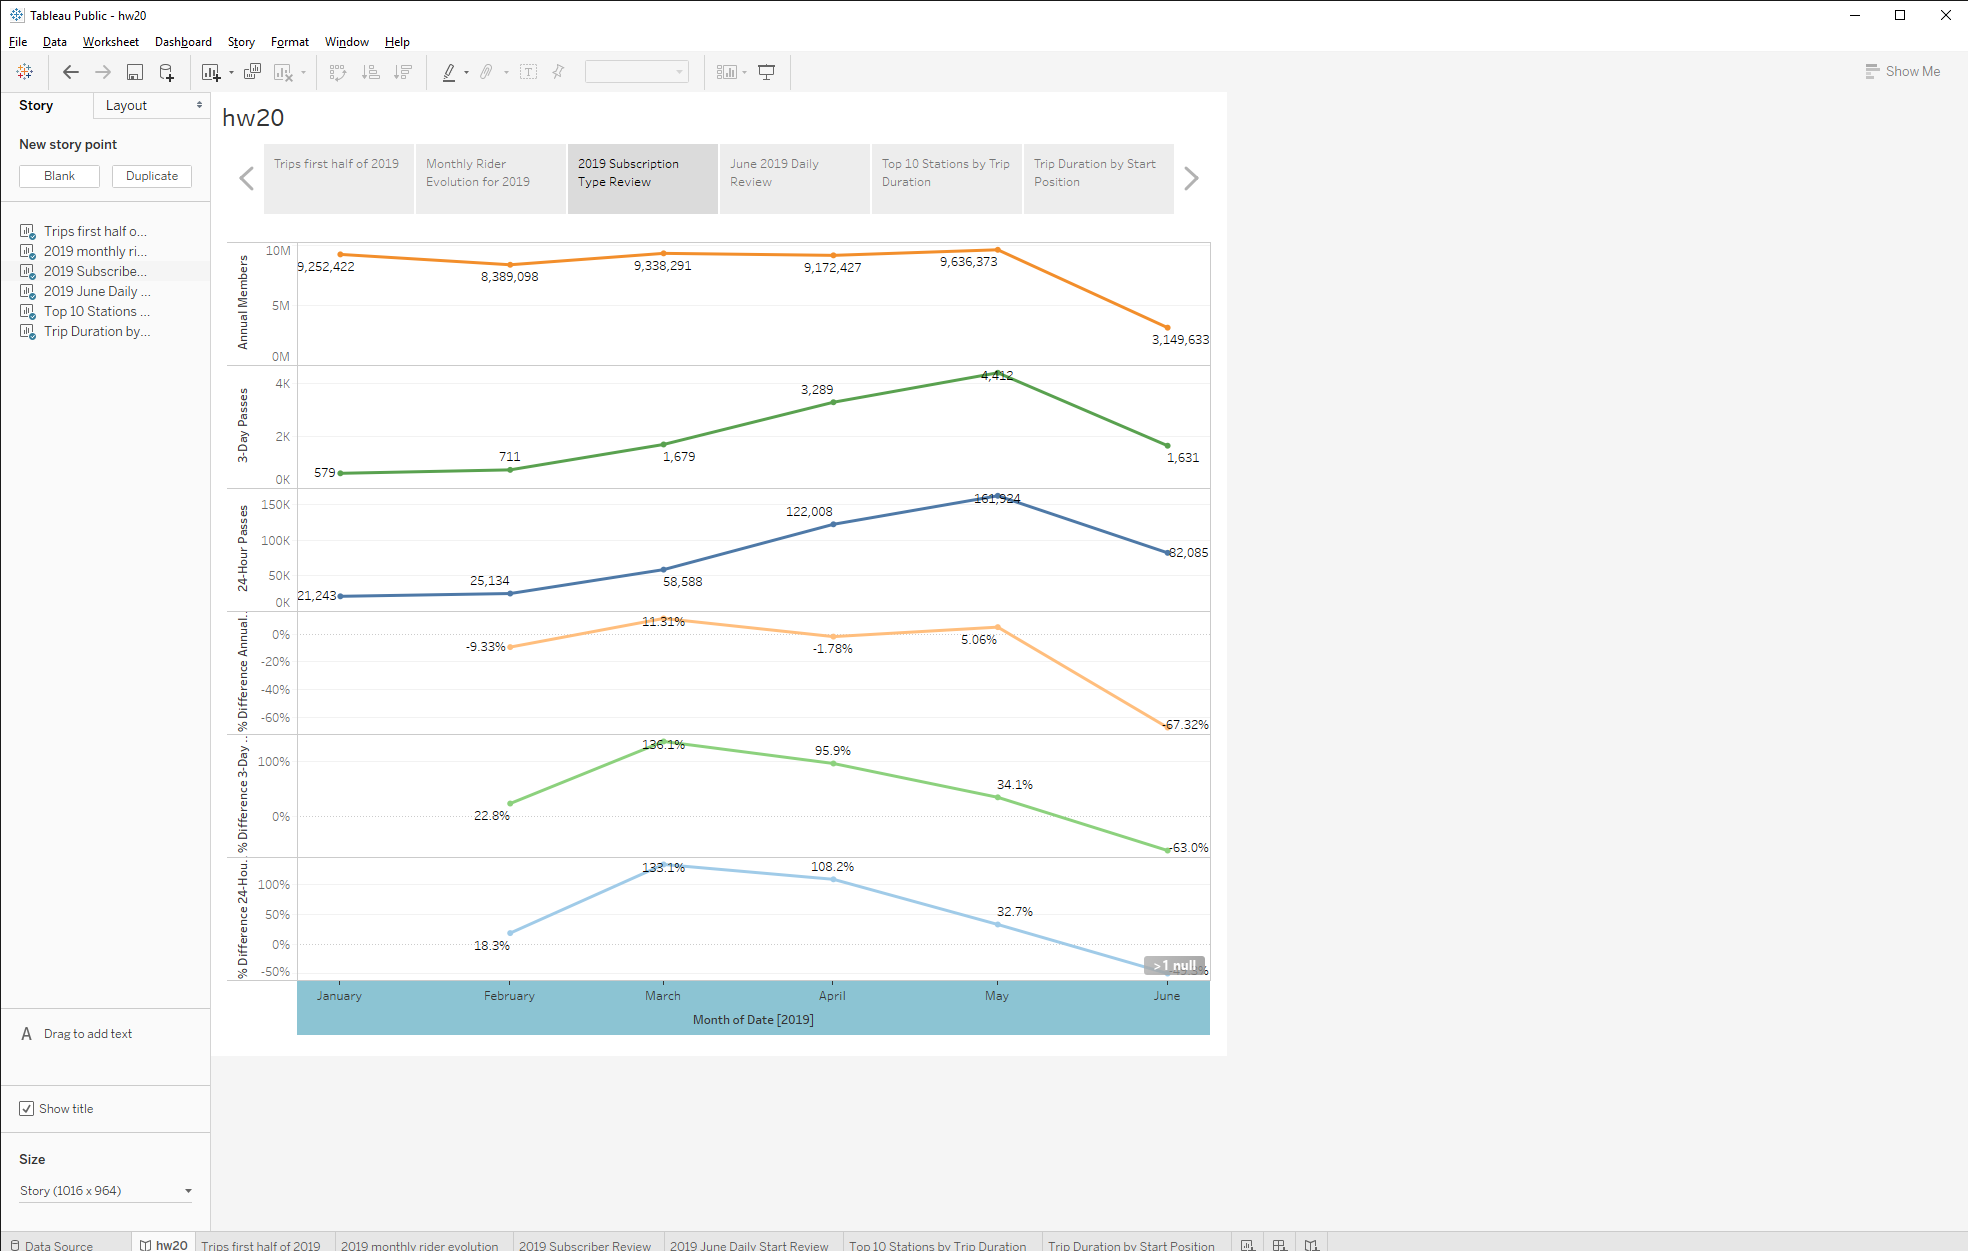 Tableau Public - hw20
File Data Worksheet Dashboard Story Format Window Help
Show Me
Story Layout
New story point
Blank Duplicate
Trips first half o...
2019 monthly ri...
2019 Subscribe...
2019 June Daily ...
Top 10 Stations ...
Trip Duration by...
A Drag to add text
Show title
Size
Story (1016 x 964)
hw20
Trips first half of 2019
Monthly Rider
Evolution for 2019
2019 Subscription
Type Review
June 2019 Daily
Review
Top 10 Stations by Trip
Duration
Trip Duration by Start
Position
Annual Members
10M
5M
0M
9,252,422
8,389,098
9,338,291
9,172,427
9,636,373
3,149,633
3-Day Passes
4K
2K
0K
579
711
1,679
3,289
4,412
1,631
24-Hour Passes
150K
100K
50K
0K
21,243
25,134
58,588
122,008
161,924
82,085
% Difference Annual..
0%
-20%
-40%
-60%
-9.33%
11.31%
-1.78%
5.06%
-67.32%
% Difference 3-Day ..
100%
0%
22.8%
136.1%
95.9%
34.1%
-63.0%
% Difference 24-Hou..
100%
50%
0%
-50%
18.3%
133.1%
108.2%
32.7%
>1 null
January February March April May June
Month of Date [2019]
Data Source hw20 Trips first half of 2019 2019 monthly rider evolution 2019 Subscriber Review 2019 June Daily Start Review Top 10 Stations by Trip Duration Trip Duration by Start Position